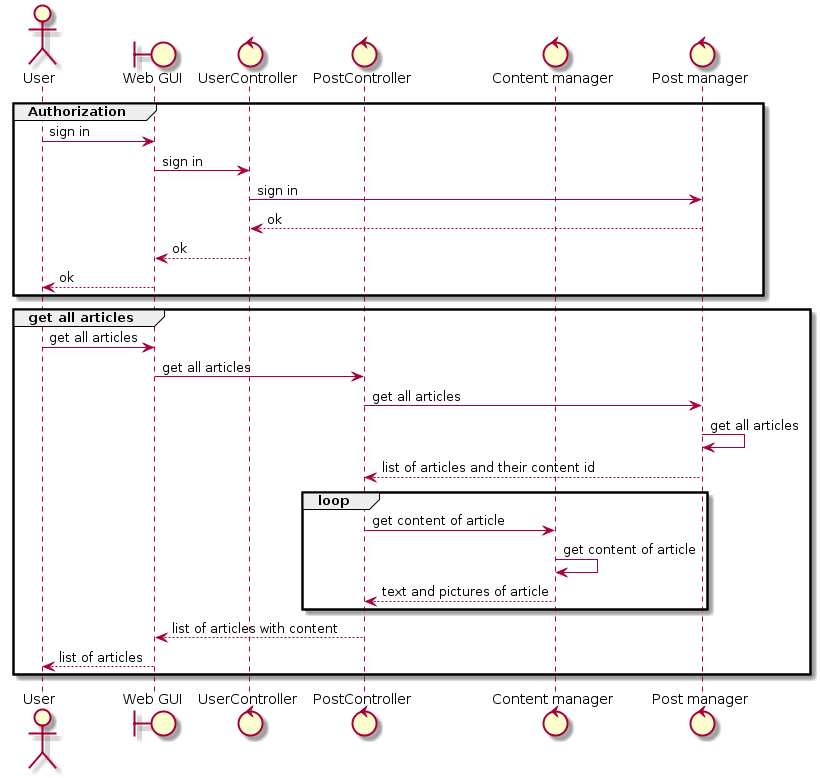 User
Web GUI
UserController
PostController
Content manager
Post manager
Authorization
sign in
sign in
sign in
ok
ok
ok
get all articles
get all articles
get all articles
get all articles
get all articles
list of articles and their content id
loop
get content of article
get content of article
text and pictures of article
list of articles with content
list of articles
User
Web GUI
UserController
PostController
Content manager
Post manager